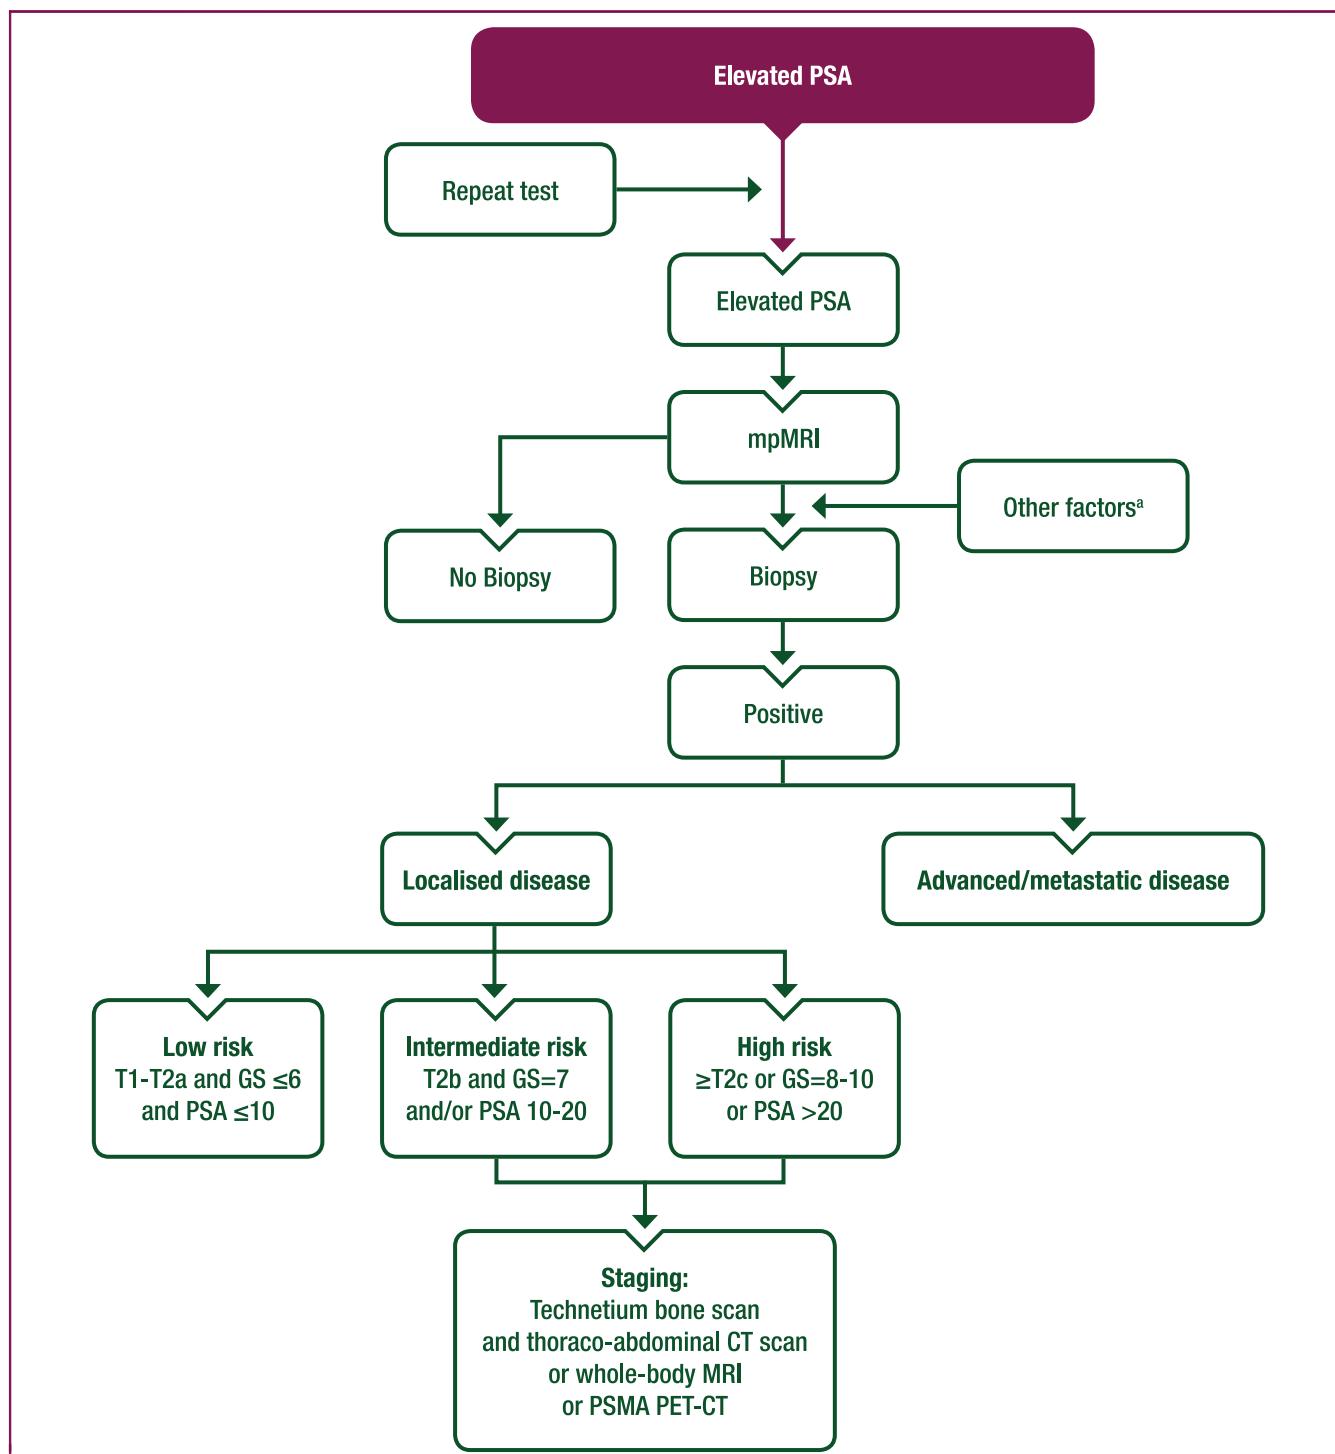 Elevated PSA
Repeat test
Elevated PSA
mpMRI
Other factorsª
No Biopsy
Biopsy
Positive
Localised disease
Advanced/metastatic disease
Low risk
T1-T2a and GS ≤6
and PSA ≤10
Intermediate risk
T2b and GS=7
and/or PSA 10-20
High risk
≥T2c or GS=8-10
or PSA >20
Staging:
Technetium bone scan
and thoraco-abdominal CT scan
or whole-body MRI
or PSMA PET-CT